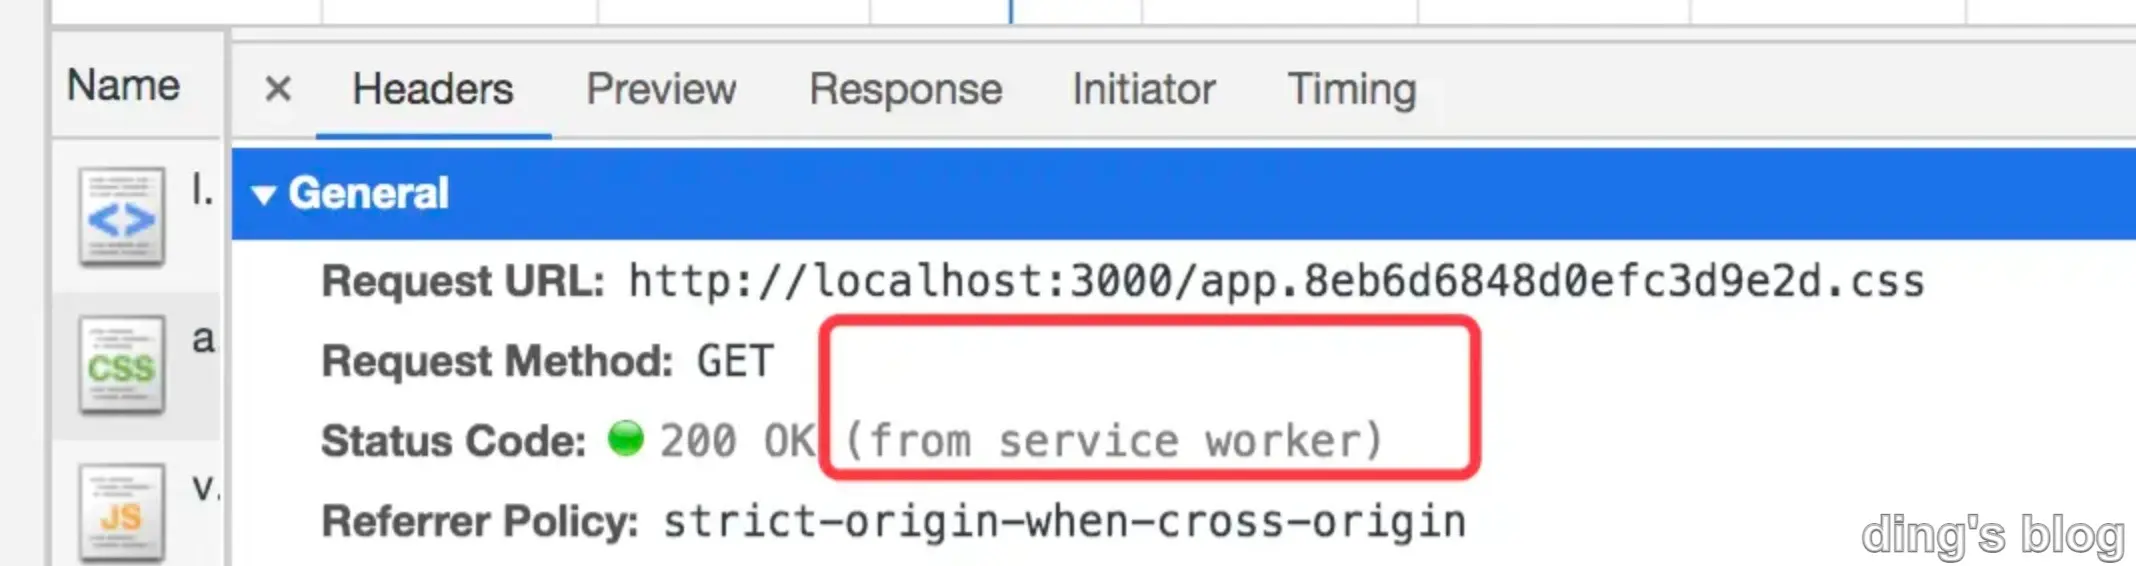 Name
× Headers Preview Response Initiator Timing
▼ General
Request URL: http://localhost:3000/app.8eb6d6848d0efc3d9e2d.css
Request Method: GET
Status Code: 200 OK (from service worker)
Referrer Policy: strict-origin-when-cross-origin
l.
<>
a
CSS
v.
JS
ding's blog